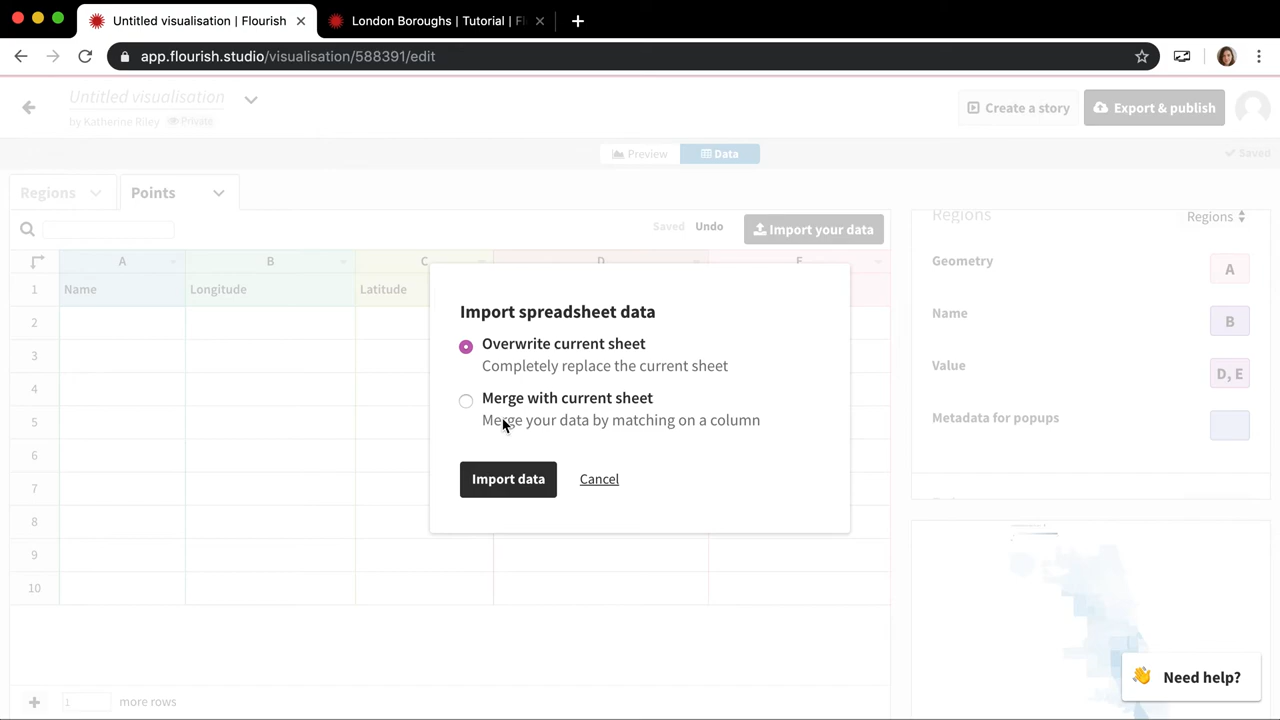 Untitled visualisation | Flourish
London Boroughs | Tutorial | Fl
app.flourish.studio/visualisation/588391/edit
Untitled visualisation
by Katherine Riley Private
Create a story
Export & publish
Preview
Data
Saved
Regions
Points
Saved
Undo
Import your data
Regions
Regions
A
B
C
D
E
1
Name
Longitude
Latitude
2
3
4
5
6
7
8
9
10
Import spreadsheet data
Overwrite current sheet
Completely replace the current sheet
Merge with current sheet
Merge your data by matching on a column
Import data
Cancel
Geometry
A
Name
B
Value
D, E
Metadata for popups
1
more rows
Need help?